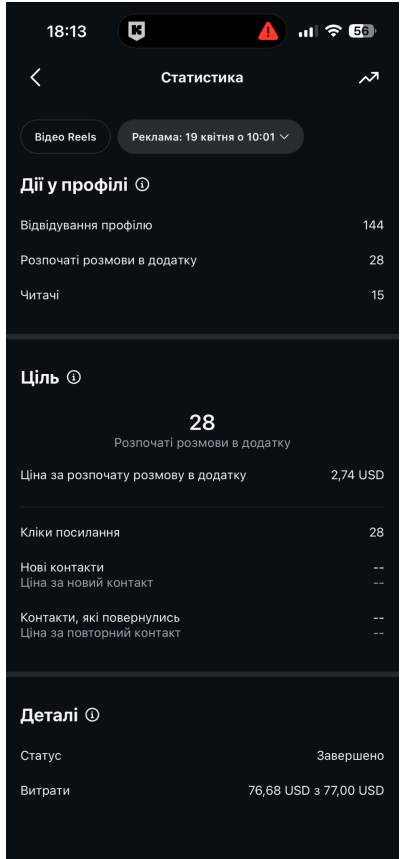 18:13
56
Статистика
Відео Reels
Реклама: 19 квітня о 10:01
Дії у профілі
Відвідування профілю 144
Розпочаті розмови в додатку 28
Читачі 15
Ціль
28
Розпочаті розмови в додатку
Ціна за розпочату розмову в додатку 2,74 USD
Кліки посилання 28
Нові контакти --
Ціна за новий контакт --
Контакти, які повернулись --
Ціна за повторний контакт --
Деталі
Статус Завершено
Витрати 76,68 USD з 77,00 USD